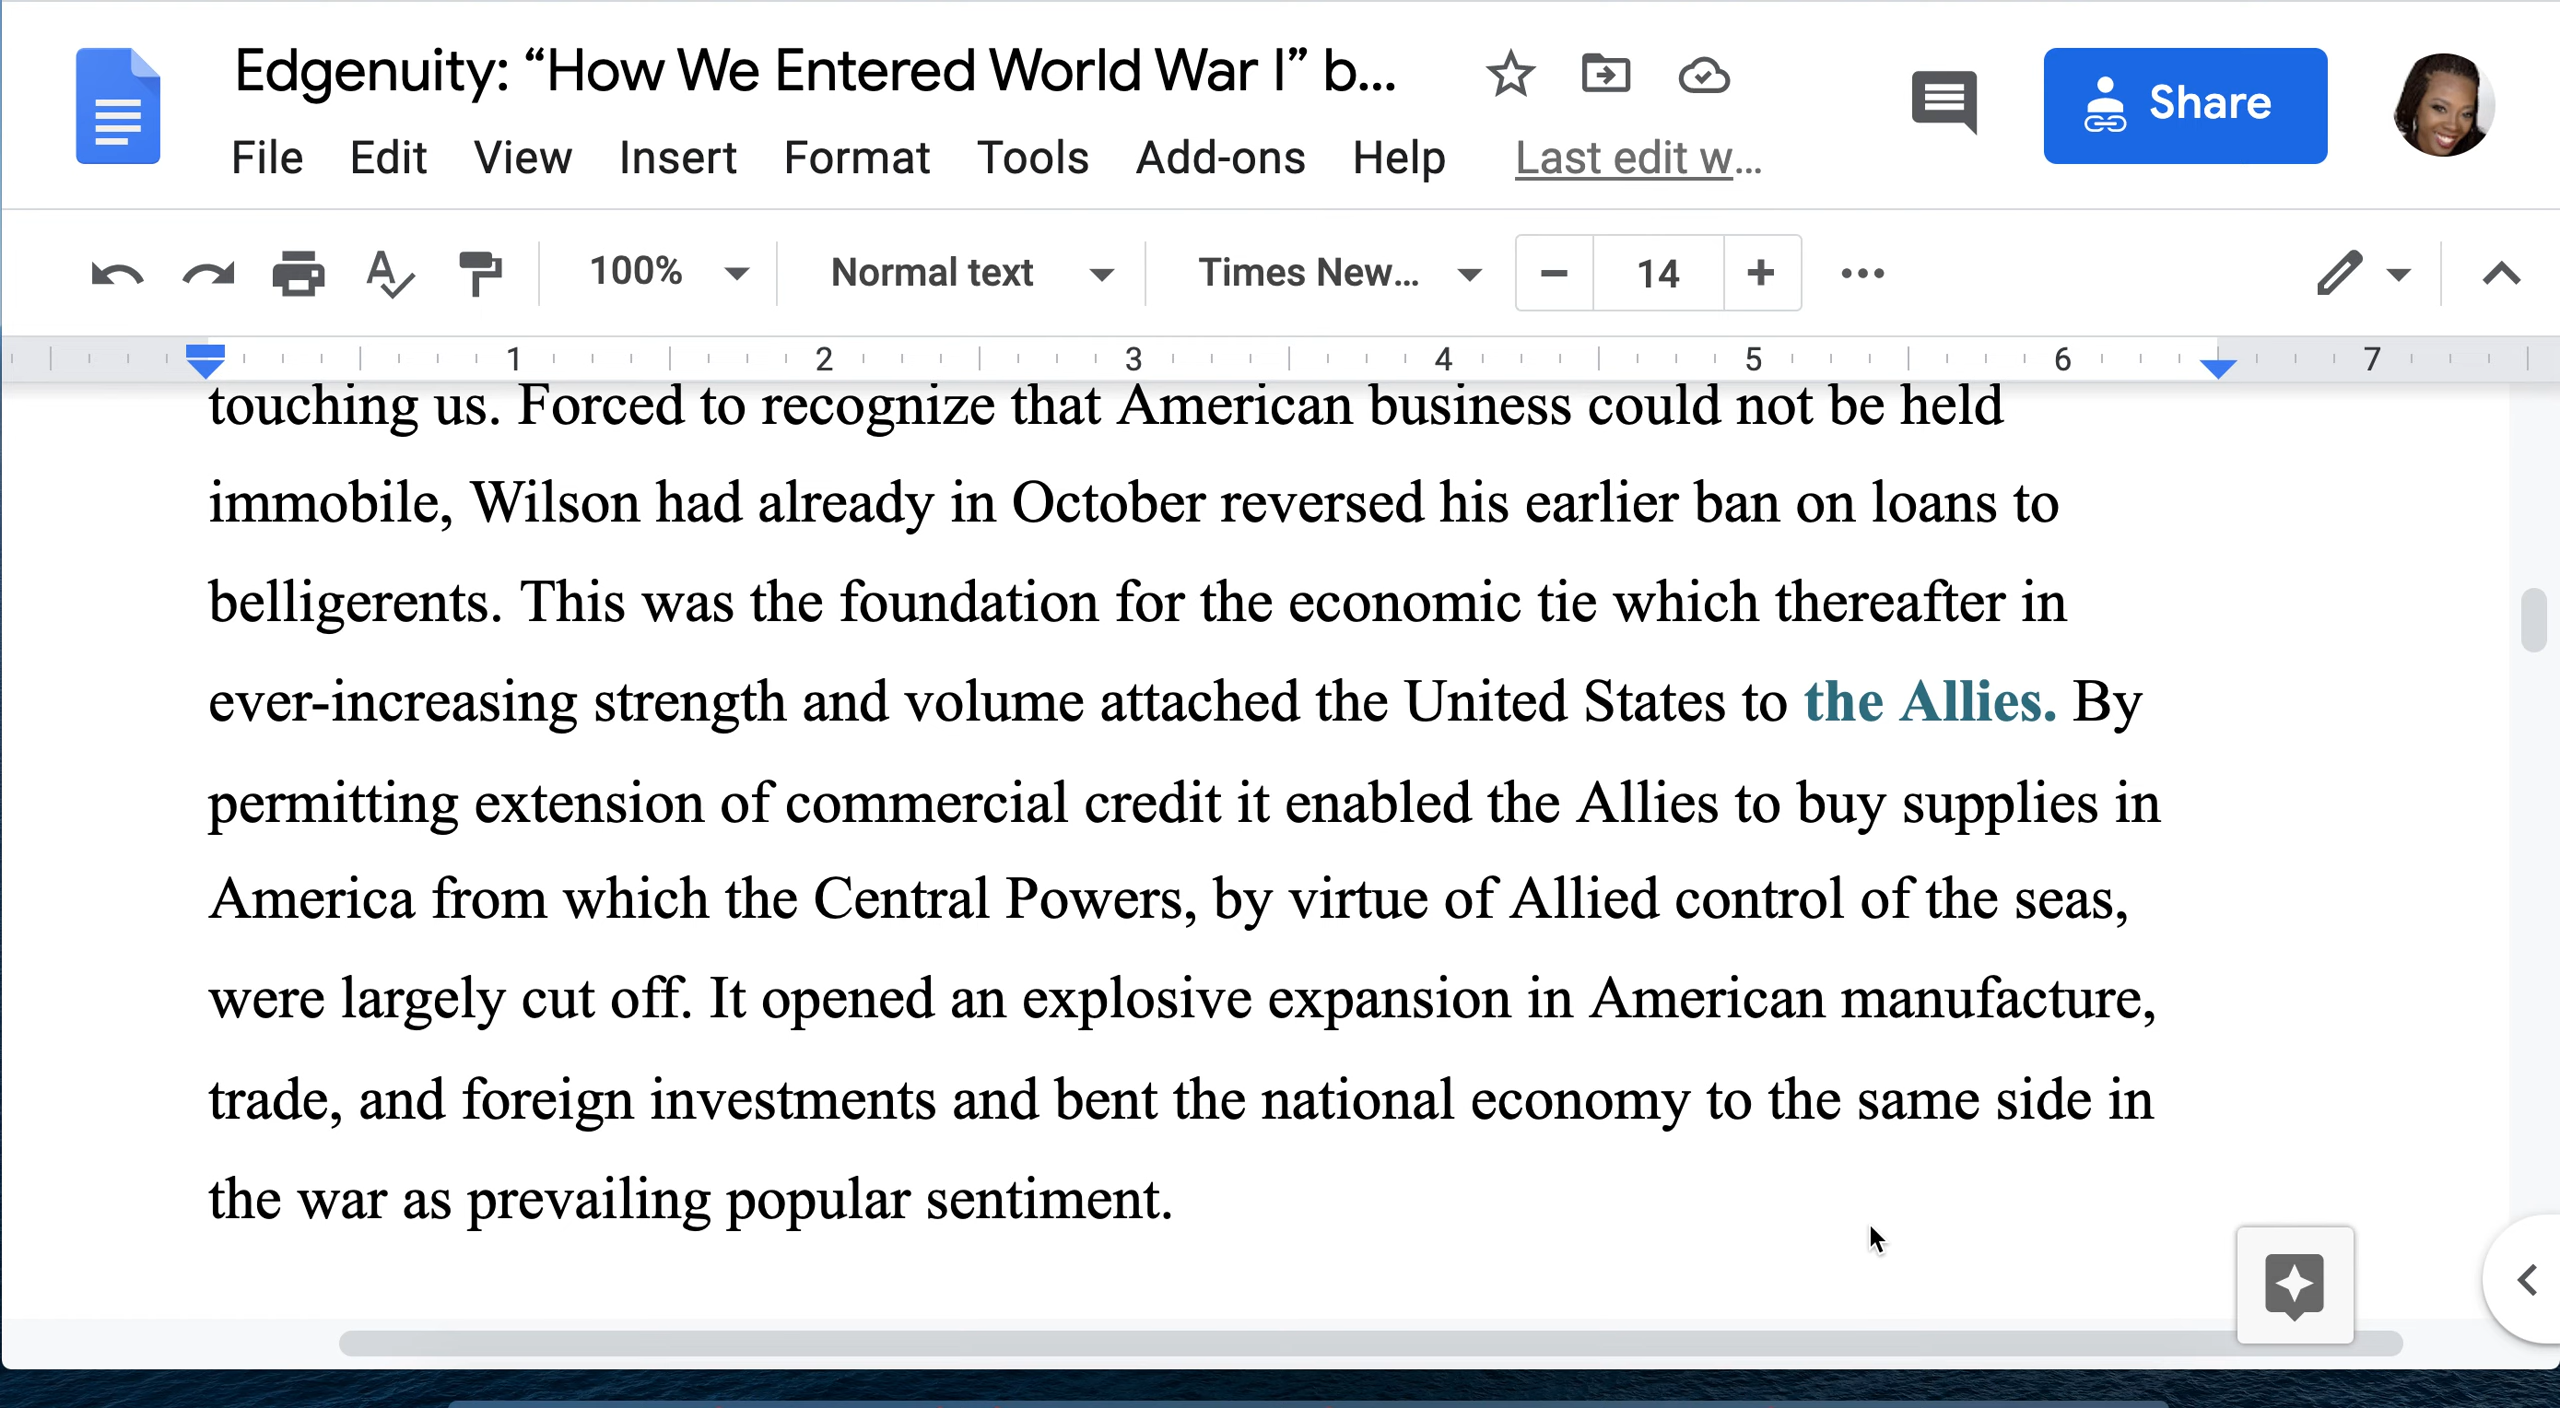 Edgenuity: “How We Entered World War I” b...
Share
File Edit View Insert Format Tools Add-ons Help Last edit w...
100% Normal text Times New... 14
1 2 3 4 5 6 7
touching us. Forced to recognize that American business could not be held
immobile, Wilson had already in October reversed his earlier ban on loans to
belligerents. This was the foundation for the economic tie which thereafter in
ever-increasing strength and volume attached the United States to the Allies. By
permitting extension of commercial credit it enabled the Allies to buy supplies in
America from which the Central Powers, by virtue of Allied control of the seas,
were largely cut off. It opened an explosive expansion in American manufacture,
trade, and foreign investments and bent the national economy to the same side in
the war as prevailing popular sentiment.